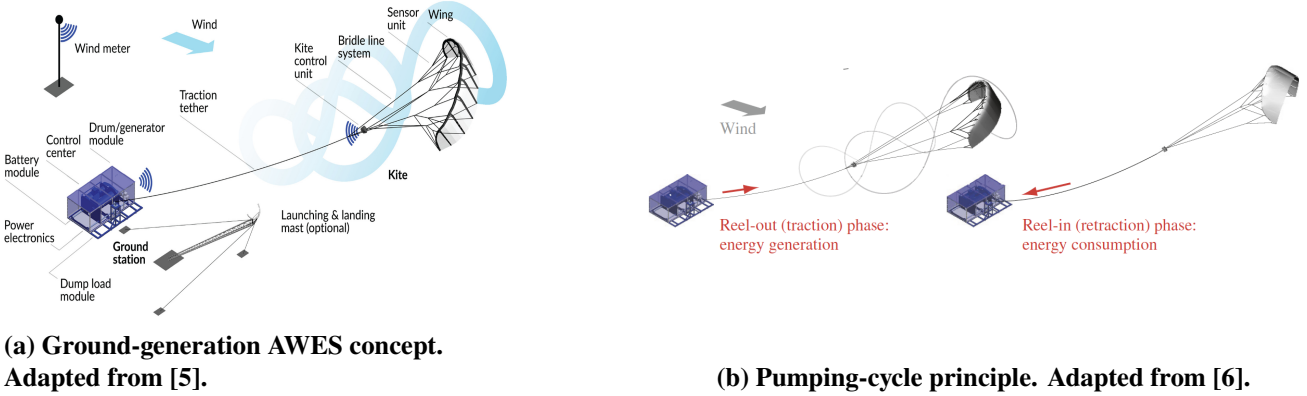 Wind meter
Wind
Sensor
unit
Wing
Bridle line
system
Kite
control
unit
Traction
tether
Drum/generator
module
Control
center
Battery
module
Kite
Power
electronics
Ground
station
Launching & landing
mast (optional)
Dump load
module
(a) Ground-generation AWES concept.
Adapted from [5].
Wind
Reel-out (traction) phase:
energy generation
Reel-in (retraction) phase:
energy consumption
(b) Pumping-cycle principle. Adapted from [6].